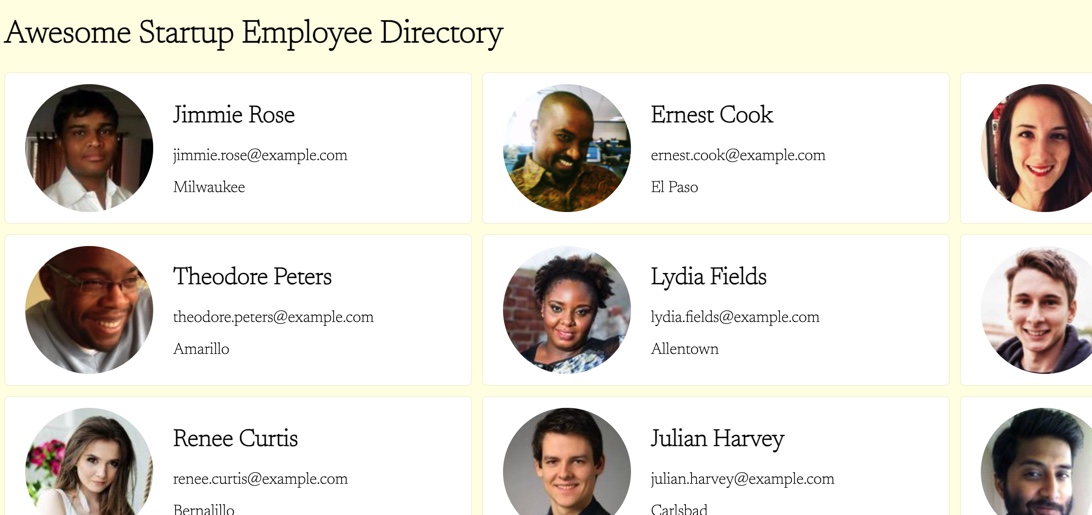 Awesome Startup Employee Directory
Jimmie Rose
jimmie.rose@example.com
Milwaukee
Ernest Cook
ernest.cook@example.com
El Paso
Theodore Peters
theodore.peters@example.com
Amarillo
Lydia Fields
lydia.fields@example.com
Allentown
Renee Curtis
renee.curtis@example.com
Bernalillo
Julian Harvey
julian.harvey@example.com
Carlsbad